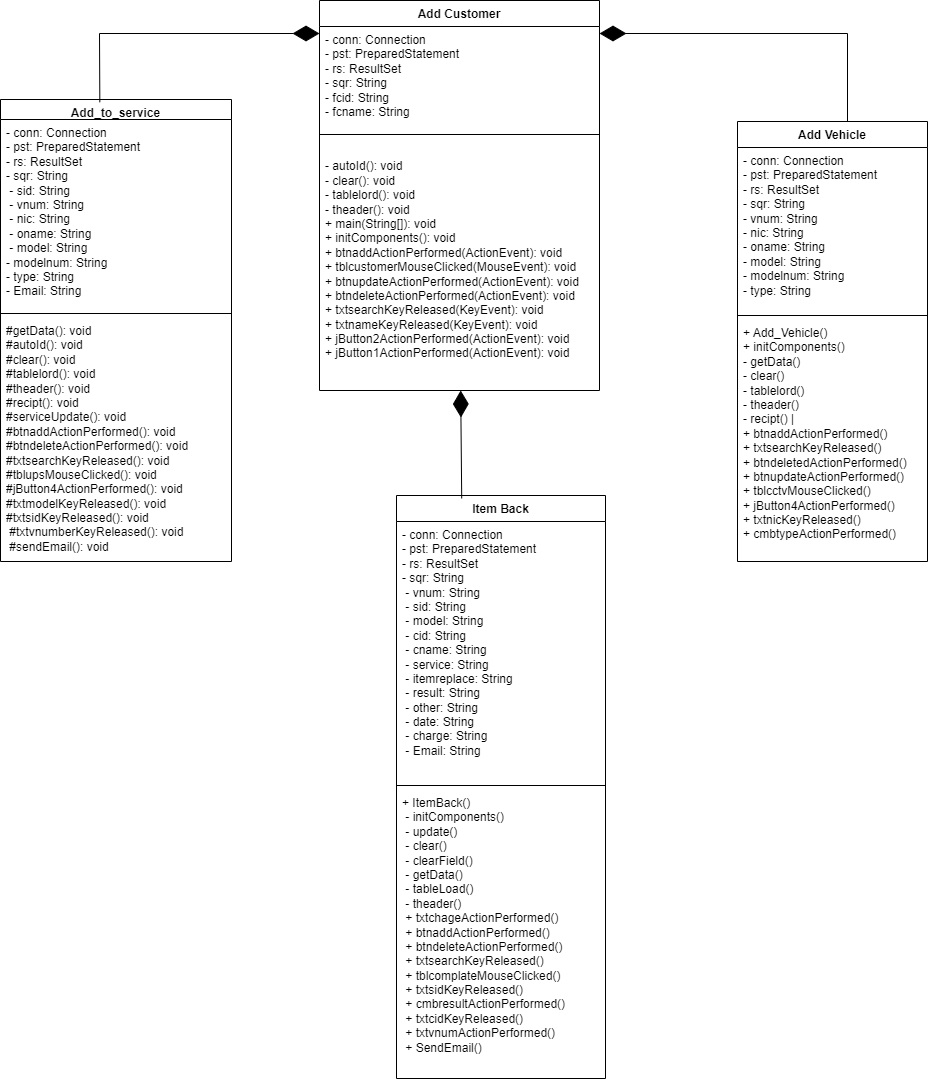 Add Customer
- conn: Connection
- pst: PreparedStatement
- rs: ResultSet
- sqr: String
- fcid: String
- fcname: String
- autoId(): void
- clear(): void
- tablelord(): void
- theader(): void
+ main(String[]): void
+ initComponents(): void
+ btnaddActionPerformed(ActionEvent): void
+ tblcustomerMouseClicked(MouseEvent): void
+ btnupdateActionPerformed(ActionEvent): void
+ btndeleteActionPerformed(ActionEvent): void
+ txtsearchKeyReleased(KeyEvent): void
+ txtnameKeyReleased(KeyEvent): void
+ jButton2ActionPerformed(ActionEvent): void
+ jButton1ActionPerformed(ActionEvent): void
Add_to_service
- conn: Connection
- pst: PreparedStatement
- rs: ResultSet
- sqr: String
- sid: String
- vnum: String
- nic: String
- oname: String
- model: String
- modelnum: String
- type: String
- Email: String
#getData(): void
#autoId(): void
#clear(): void
#tablelord(): void
#theader(): void
#recipt(): void
#serviceUpdate(): void
#btnaddActionPerformed(): void
#btndeleteActionPerformed(): void
#txtsearchKeyReleased(): void
#tblupsMouseClicked(): void
#jButton4ActionPerformed(): void
#txtmodelKeyReleased(): void
#txtsidKeyReleased(): void
#txtvnumberKeyReleased(): void
#sendEmail(): void
Add Vehicle
- conn: Connection
- pst: PreparedStatement
- rs: ResultSet
- sqr: String
- vnum: String
- nic: String
- oname: String
- model: String
- modelnum: String
- type: String
+ Add_Vehicle()
+ initComponents()
- getData()
- clear()
- tablelord()
- theader()
- recipt() |
+ btnaddActionPerformed()
+ txtsearchKeyReleased()
+ btndeletedActionPerformed()
+ btnupdateActionPerformed()
+ tblcctvMouseClicked()
+ jButton4ActionPerformed()
+ txtnicKeyReleased()
+ cmbtypeActionPerformed()
Item Back
- conn: Connection
- pst: PreparedStatement
- rs: ResultSet
- sqr: String
- vnum: String
- sid: String
- model: String
- cid: String
- cname: String
- service: String
- itemreplace: String
- result: String
- other: String
- date: String
- charge: String
- Email: String
+ ItemBack()
- initComponents()
- update()
- clear()
- clearField()
- getData()
- tableLoad()
- theader()
+ txtchageActionPerformed()
+ btnaddActionPerformed()
+ btndeleteActionPerformed()
+ txtsearchKeyReleased()
+ tblcomplateMouseClicked()
+ txtsidKeyReleased()
+ cmbresultActionPerformed()
+ txtcidKeyReleased()
+ txtvnumActionPerformed()
+ SendEmail()